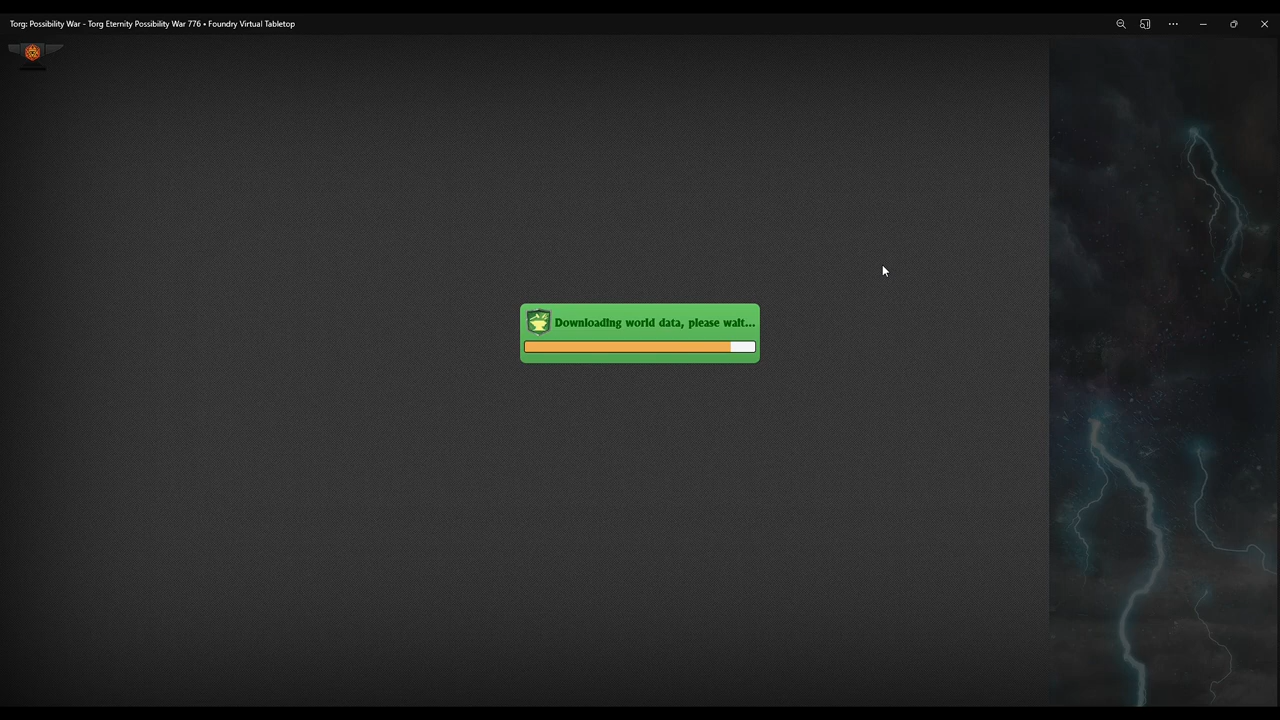 Torg: Possibility War - Torg Eternity Possibility War 776 • Foundry Virtual Tabletop
Downloading world data, please wait...